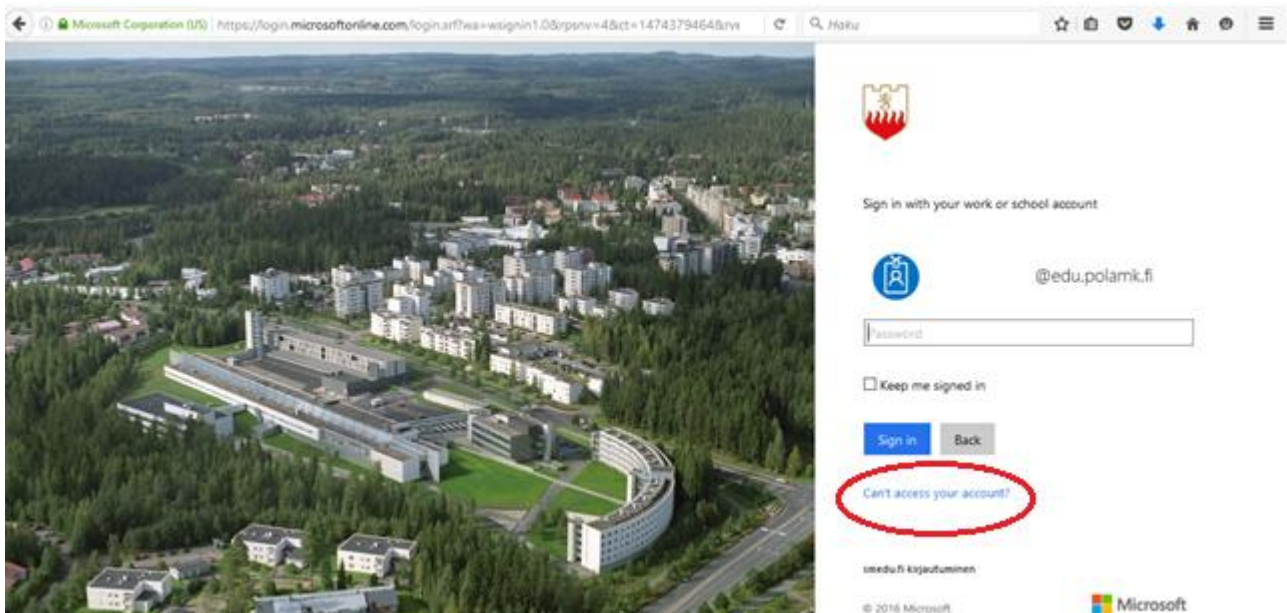 Microsoft Corporation (US) https://login.microsoftonline.com/login.srf?wa=wsignin1.0&rpsnv=4&ct=1474379464&rve
Haku
Sign in with your work or school account
@edu.polamk.fi
Password
Keep me signed in
Sign in Back
Can't access your account?
smedu.fi-kirjautuminen
© 2016 Microsoft
Microsoft